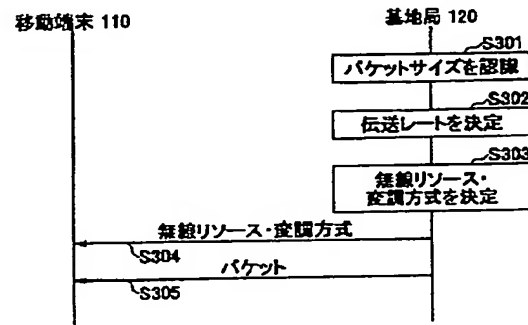 移動端末 110
基地局 120
S301
パケットサイズを認識
S302
伝送レートを決定
S303
無線リソース・
変調方式を決定
無線リソース・変調方式
S304
パケット
S305